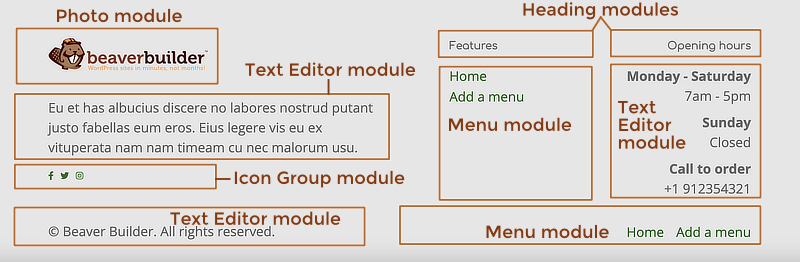 Photo module
beaverbuilder™
WordPress sites in minutes, not months!
Text Editor module
Eu et has albucius discere no labores nostrud putant
justo fabellas eum eros. Eius legere vis eu ex
vituperata nam nam timeam cu nec malorum usu.
Icon Group module
Text Editor module
© Beaver Builder. All rights reserved.
Heading modules
Features
Opening hours
Home
Add a menu
Menu module
Monday - Saturday
7am - 5pm
Text
Editor
module
Sunday
Closed
Call to order
+1 912354321
Menu module
Home Add a menu